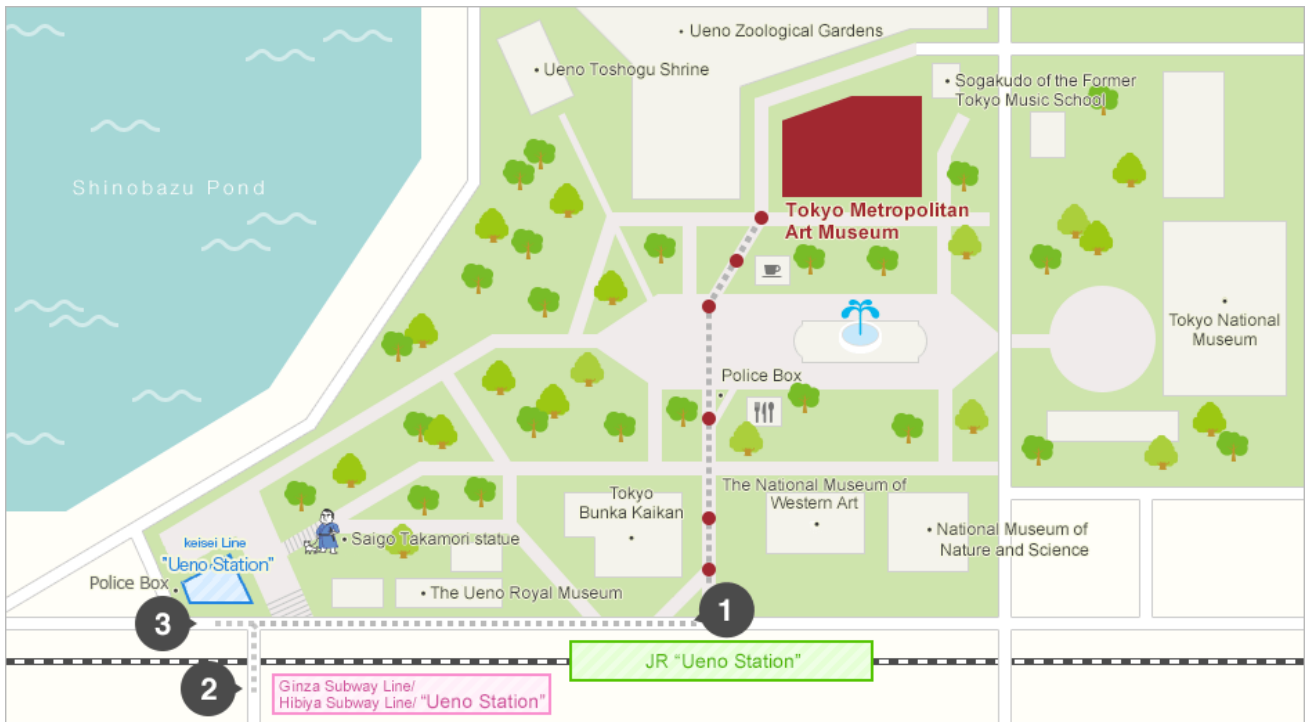 Ueno Zoological Gardens
Ueno Toshogu Shrine
Sogakudo of the Former
Tokyo Music School
Shinobazu Pond
Tokyo Metropolitan
Art Museum
Tokyo National
Museum
Police Box
Tokyo
Bunka Kaikan
The National Museum of
Western Art
National Museum of
Nature and Science
Saigo Takamori statue
keisei Line
"Ueno Station"
Police Box
The Ueno Royal Museum
3
1
JR "Ueno Station"
2
Ginza Subway Line/
Hibiya Subway Line/ "Ueno Station"